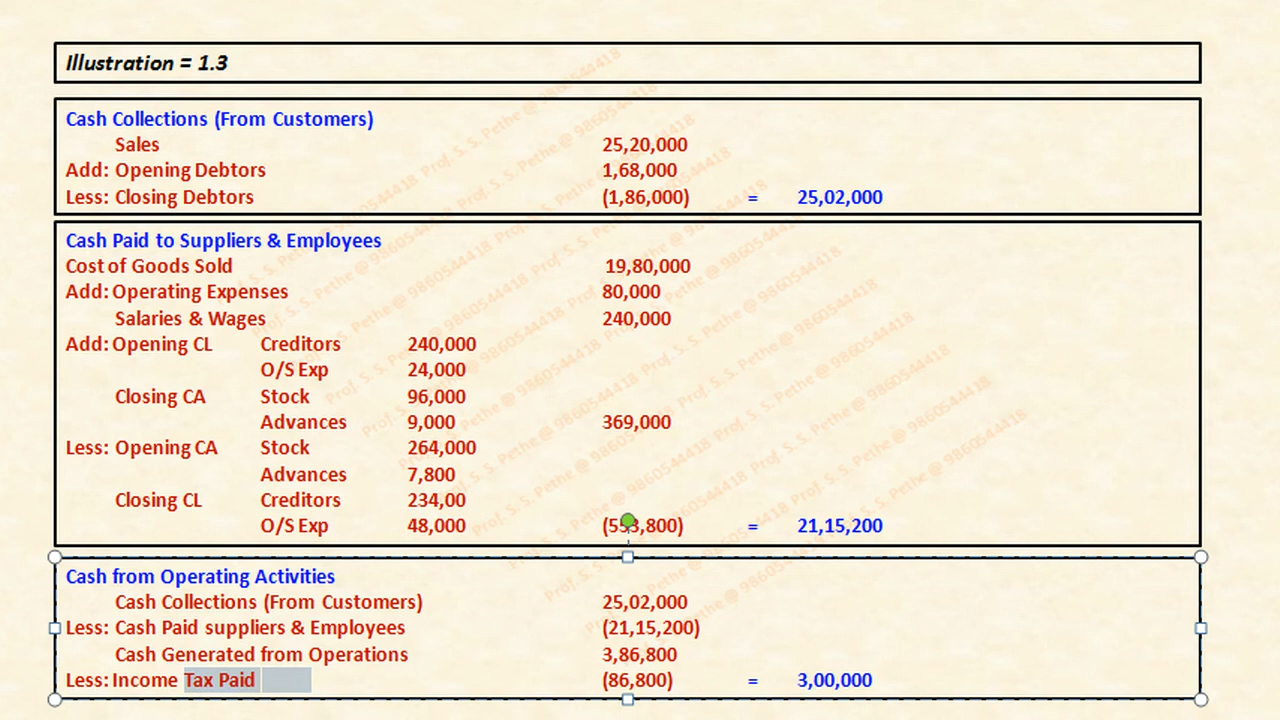 Illustration = 1.3
Cash Collections (From Customers)
Sales 25,20,000
Add: Opening Debtors 1,68,000
Less: Closing Debtors (1,86,000) = 25,02,000
Cash Paid to Suppliers & Employees
Cost of Goods Sold 19,80,000
Add: Operating Expenses 80,000
Salaries & Wages 240,000
Add: Opening CL Creditors 240,000
O/S Exp 24,000
Closing CA Stock 96,000
Advances 9,000 369,000
Less: Opening CA Stock 264,000
Advances 7,800
Closing CL Creditors 234,00
O/S Exp 48,000 (553,800) = 21,15,200
Cash from Operating Activities
Cash Collections (From Customers) 25,02,000
Less: Cash Paid suppliers & Employees (21,15,200)
Cash Generated from Operations 3,86,800
Less: Income Tax Paid (86,800) = 3,00,000
Prof. S. S. Pethe @ 9860544418